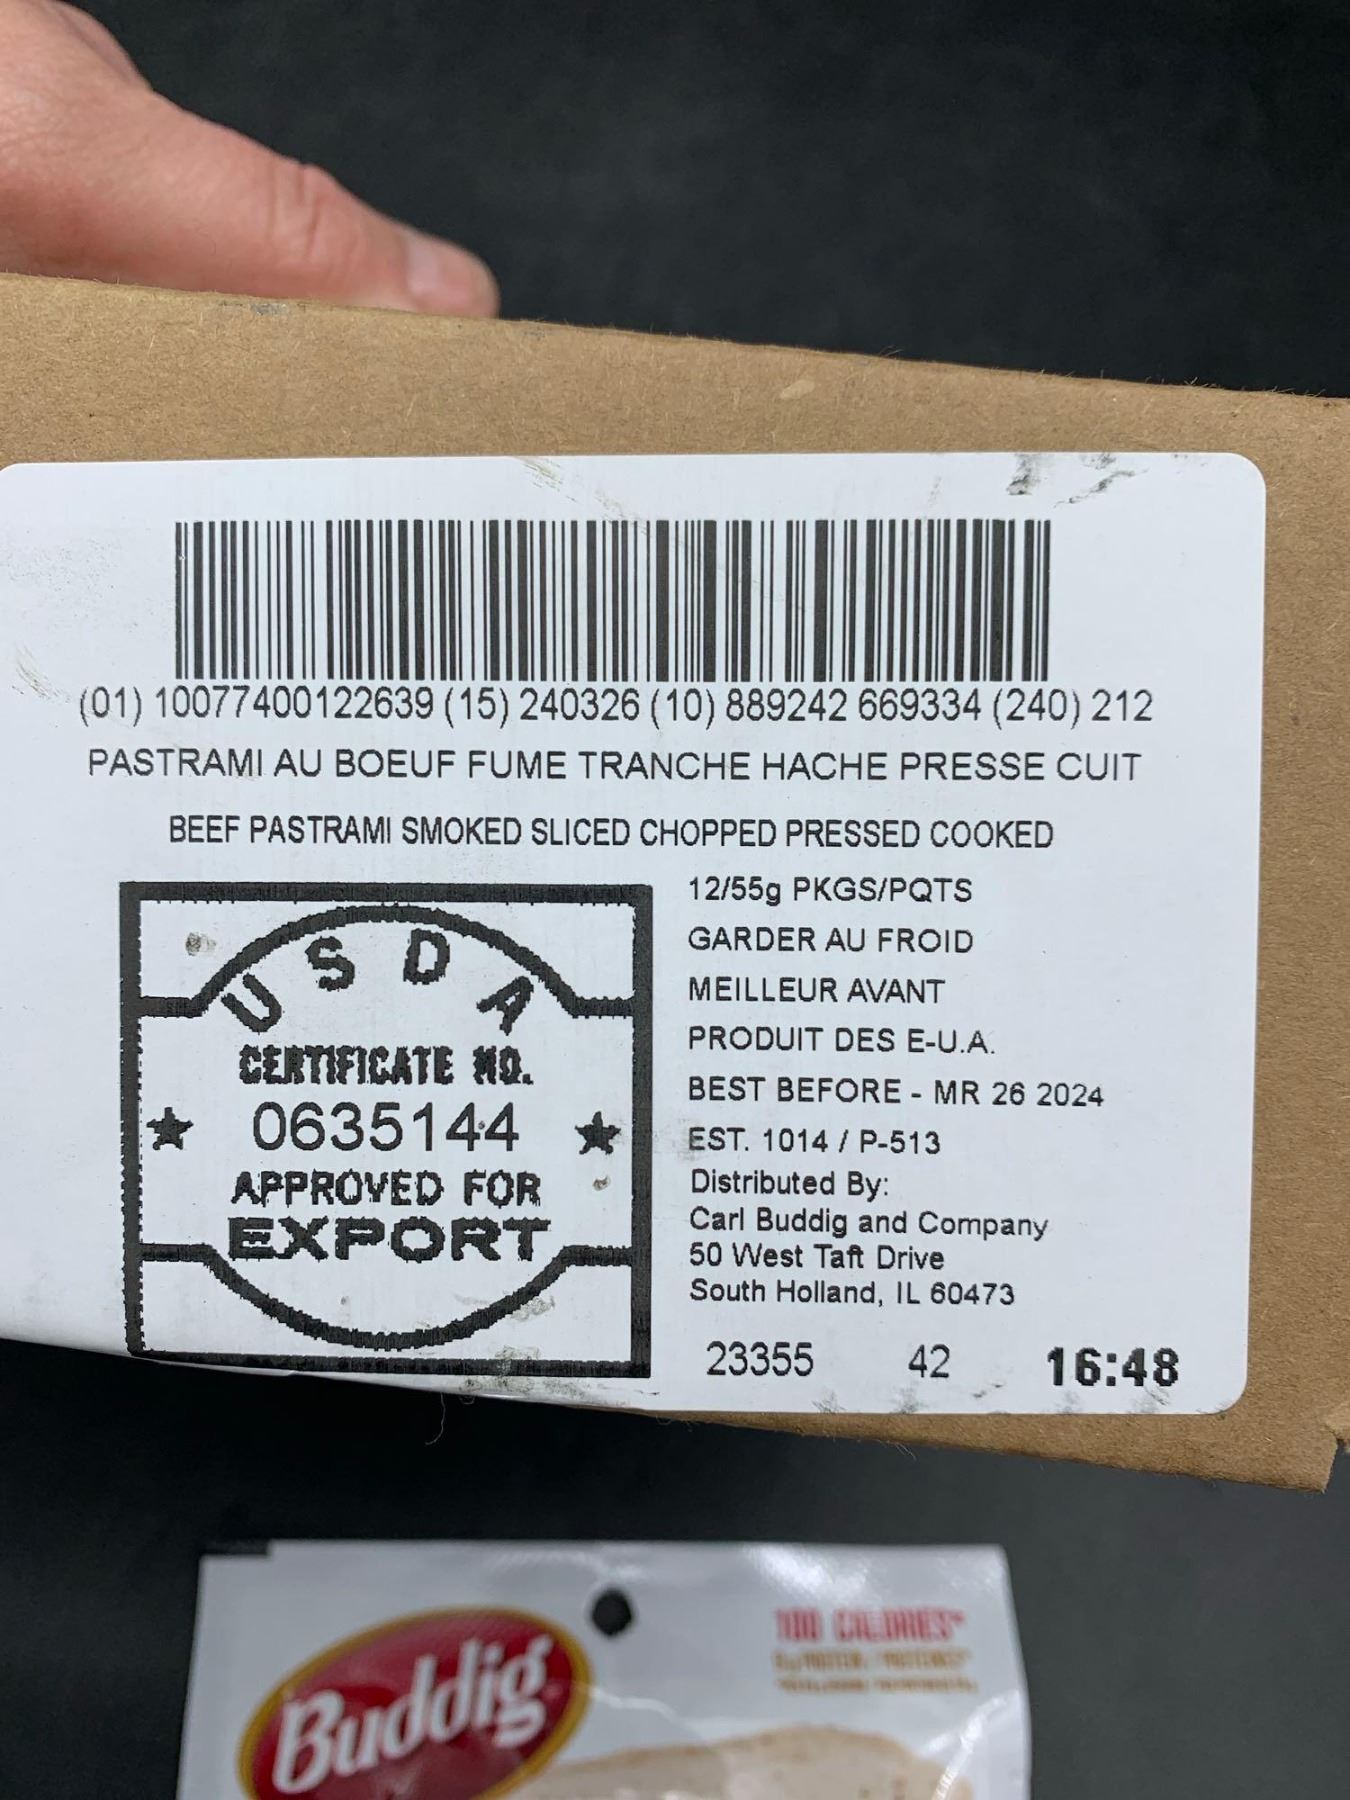 (01) 10077400122639 (15) 240326 (10) 889242 669334 (240) 212
PASTRAMI AU BOEUF FUME TRANCHE HACHE PRESSE CUIT
BEEF PASTRAMI SMOKED SLICED CHOPPED PRESSED COOKED
USDA
CERTIFICATE NO.
0635144
APPROVED FOR
EXPORT
12/55g PKGS/PQTS
GARDER AU FROID
MEILLEUR AVANT
PRODUIT DES E-U.A.
BEST BEFORE - MR 26 2024
EST. 1014 / P-513
Distributed By:
Carl Buddig and Company
50 West Taft Drive
South Holland, IL 60473
23355 42 16:48
Buddig
100 CALORIES